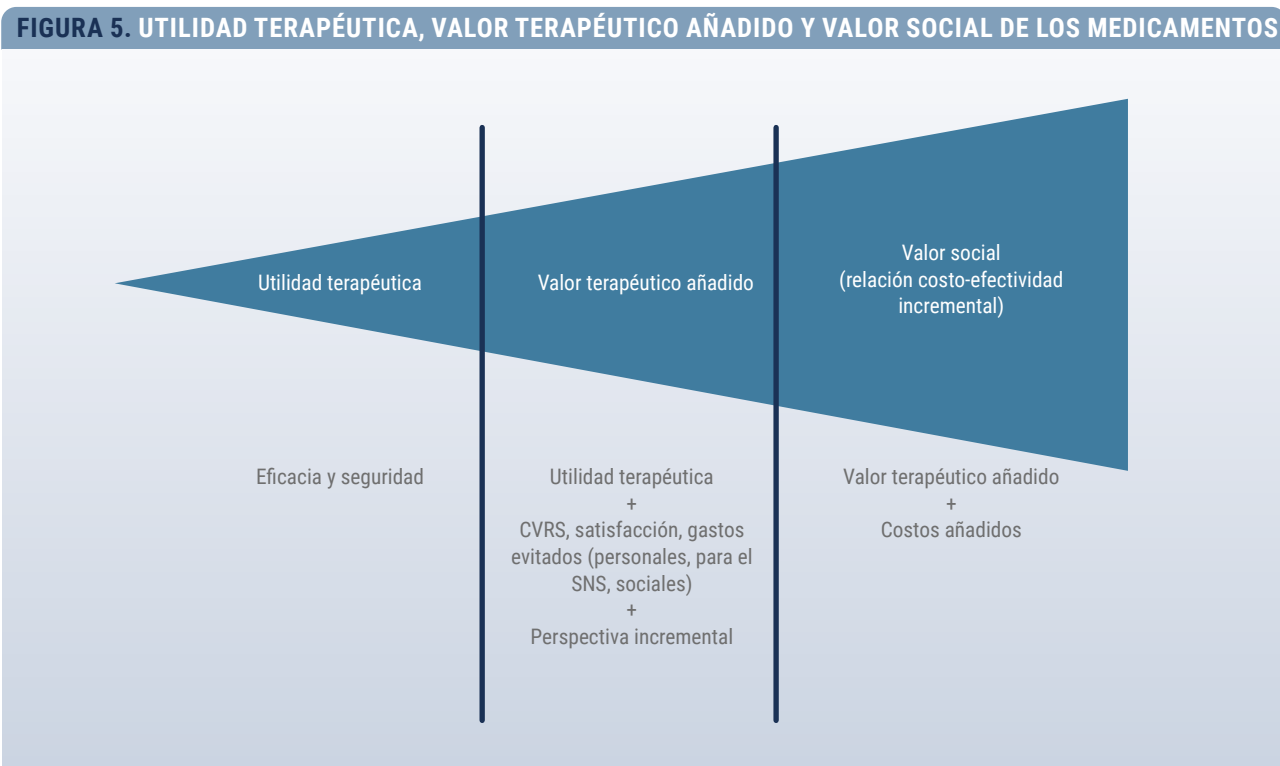 FIGURA 5. UTILIDAD TERAPÉUTICA, VALOR TERAPÉUTICO AÑADIDO Y VALOR SOCIAL DE LOS MEDICAMENTOS
Utilidad terapéutica
Valor terapéutico añadido
Valor social
(relación costo-efectividad
incremental)
Eficacia y seguridad
Utilidad terapéutica
+
CVRS, satisfacción, gastos
evitados (personales, para el
SNS, sociales)
+
Perspectiva incremental
Valor terapéutico añadido
+
Costos añadidos